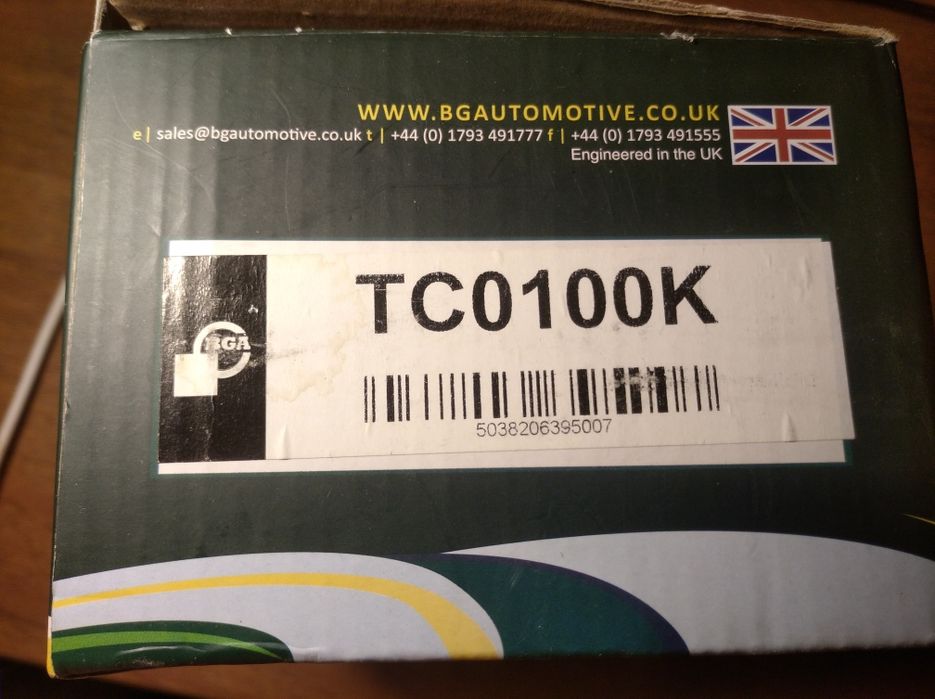 WWW.BGAUTOMOTIVE.CO.UK
e | sales@bgautomotive.co.uk t | +44 (0) 1793 491777 f | +44 (0) 1793 491555
Engineered in the UK
TC0100K
BGA
5038206395007